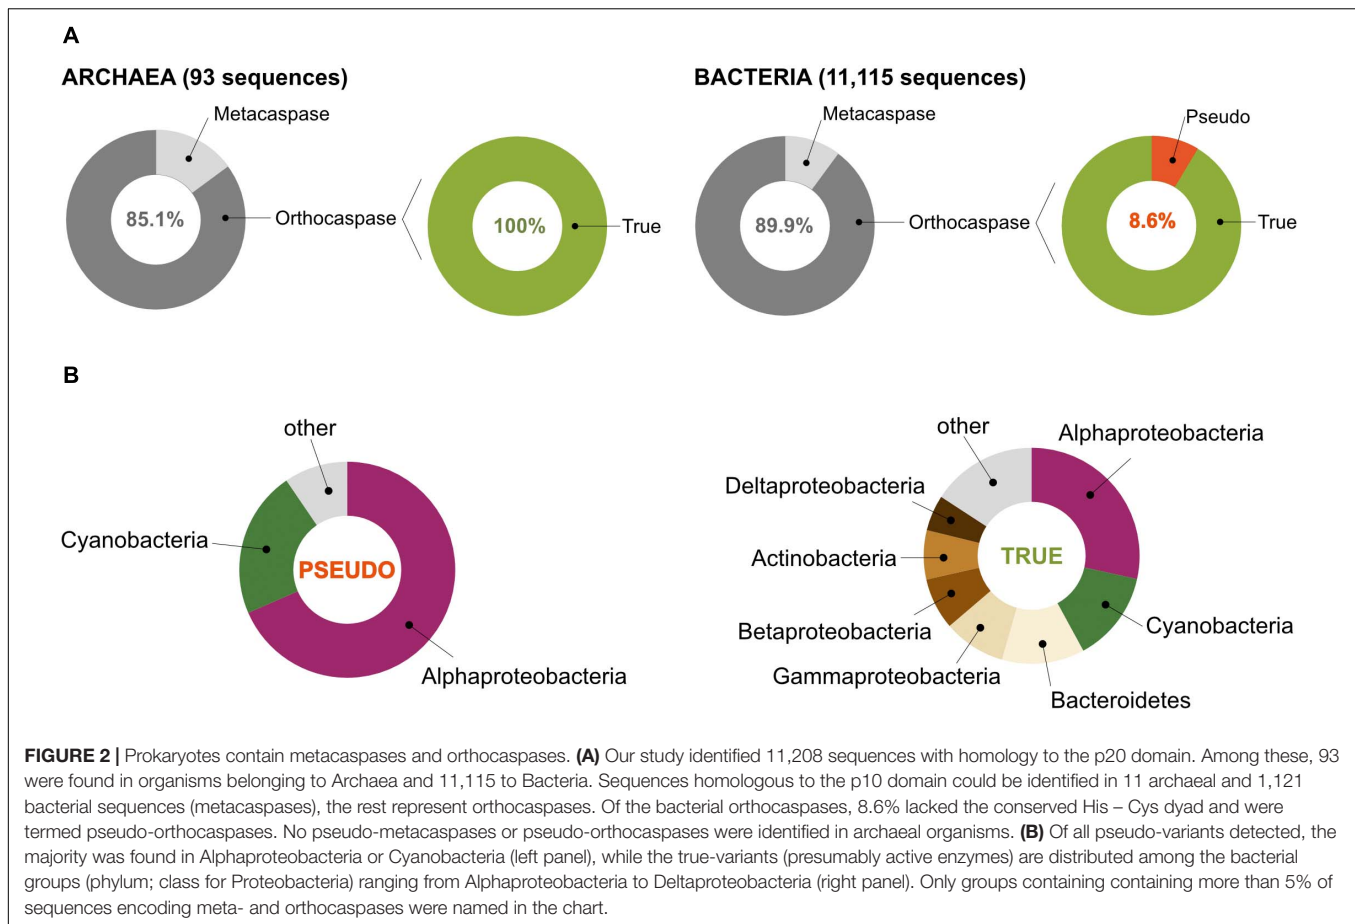 A
ARCHAEA (93 sequences)
BACTERIA (11,115 sequences)
Metacaspase
85.1%
Orthocaspase
100%
True
Metacaspase
89.9%
Orthocaspase
Pseudo
8.6%
True
B
other
Cyanobacteria
PSEUDO
Alphaproteobacteria
other
Alphaproteobacteria
Deltaproteobacteria
Actinobacteria
TRUE
Betaproteobacteria
Cyanobacteria
Gammaproteobacteria
Bacteroidetes
FIGURE 2 | Prokaryotes contain metacaspases and orthocaspases. (A) Our study identified 11,208 sequences with homology to the p20 domain. Among these, 93
were found in organisms belonging to Archaea and 11,115 to Bacteria. Sequences homologous to the p10 domain could be identified in 11 archaeal and 1,121
bacterial sequences (metacaspases), the rest represent orthocaspases. Of the bacterial orthocaspases, 8.6% lacked the conserved His – Cys dyad and were
termed pseudo-orthocaspases. No pseudo-metacaspases or pseudo-orthocaspases were identified in archaeal organisms. (B) Of all pseudo-variants detected, the
majority was found in Alphaproteobacteria or Cyanobacteria (left panel), while the true-variants (presumably active enzymes) are distributed among the bacterial
groups (phylum; class for Proteobacteria) ranging from Alphaproteobacteria to Deltaproteobacteria (right panel). Only groups containing containing more than 5% of
sequences encoding meta- and orthocaspases were named in the chart.